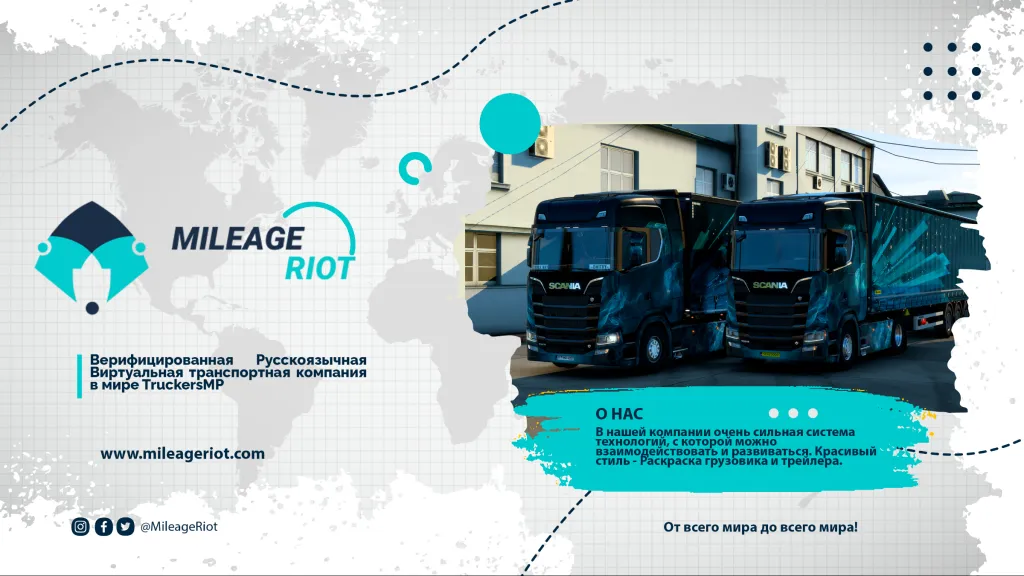 MILEAGE
RIOT
Верифицированная Русскоязычная
Виртуальная транспортная компания
в мире TruckersMP
www.mileageriot.com
@MileageRiot
SCANIA
SCANIA
О НАС
В нашей компании очень сильная система
технологий, с которой можно
взаимодействовать и развиваться. Красивый
стиль - Раскраска грузовика и трейлера.
От всего мира до всего мира!